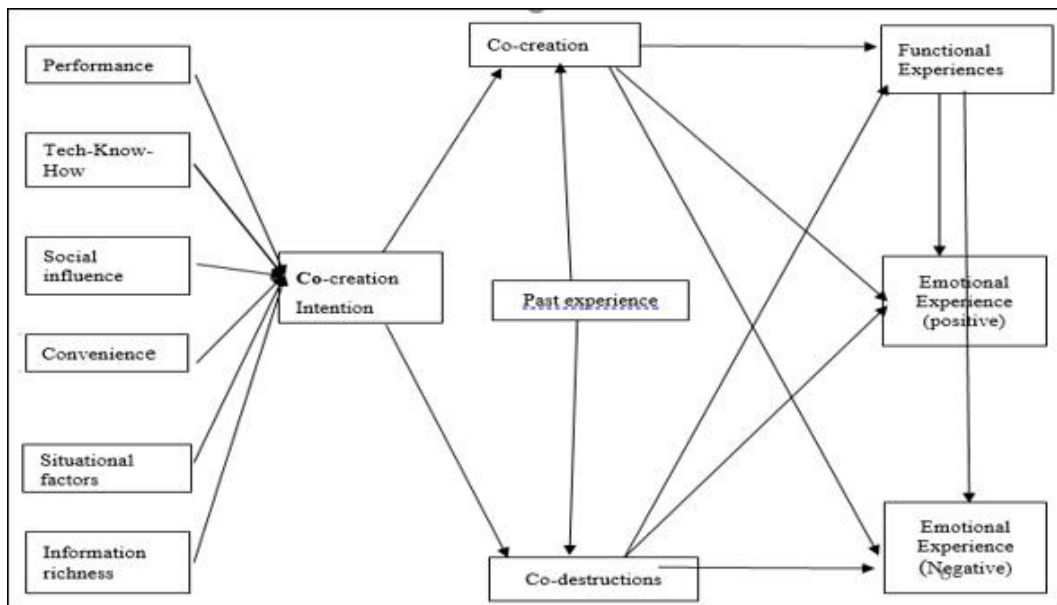 Performance
Tech-Know-
How
Social
influence
Convenience
Situational
factors
Information
richness
Co-creation
Intention
Co-creation
Past experience
Co-destructions
Functional
Experiences
Emotional
Experience
(positive)
Emotional
Experience
(Negative)